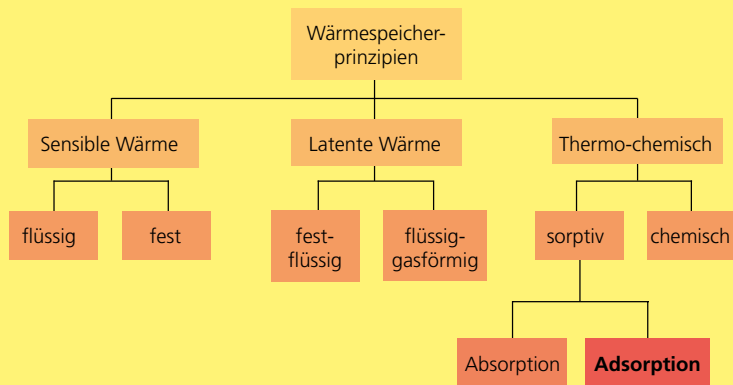 Wärmespeicher-
prinzipien
Sensible Wärme
Latente Wärme
Thermo-chemisch
flüssig
fest
fest-
flüssig
flüssig-
gasförmig
sorptiv
chemisch
Absorption
Adsorption